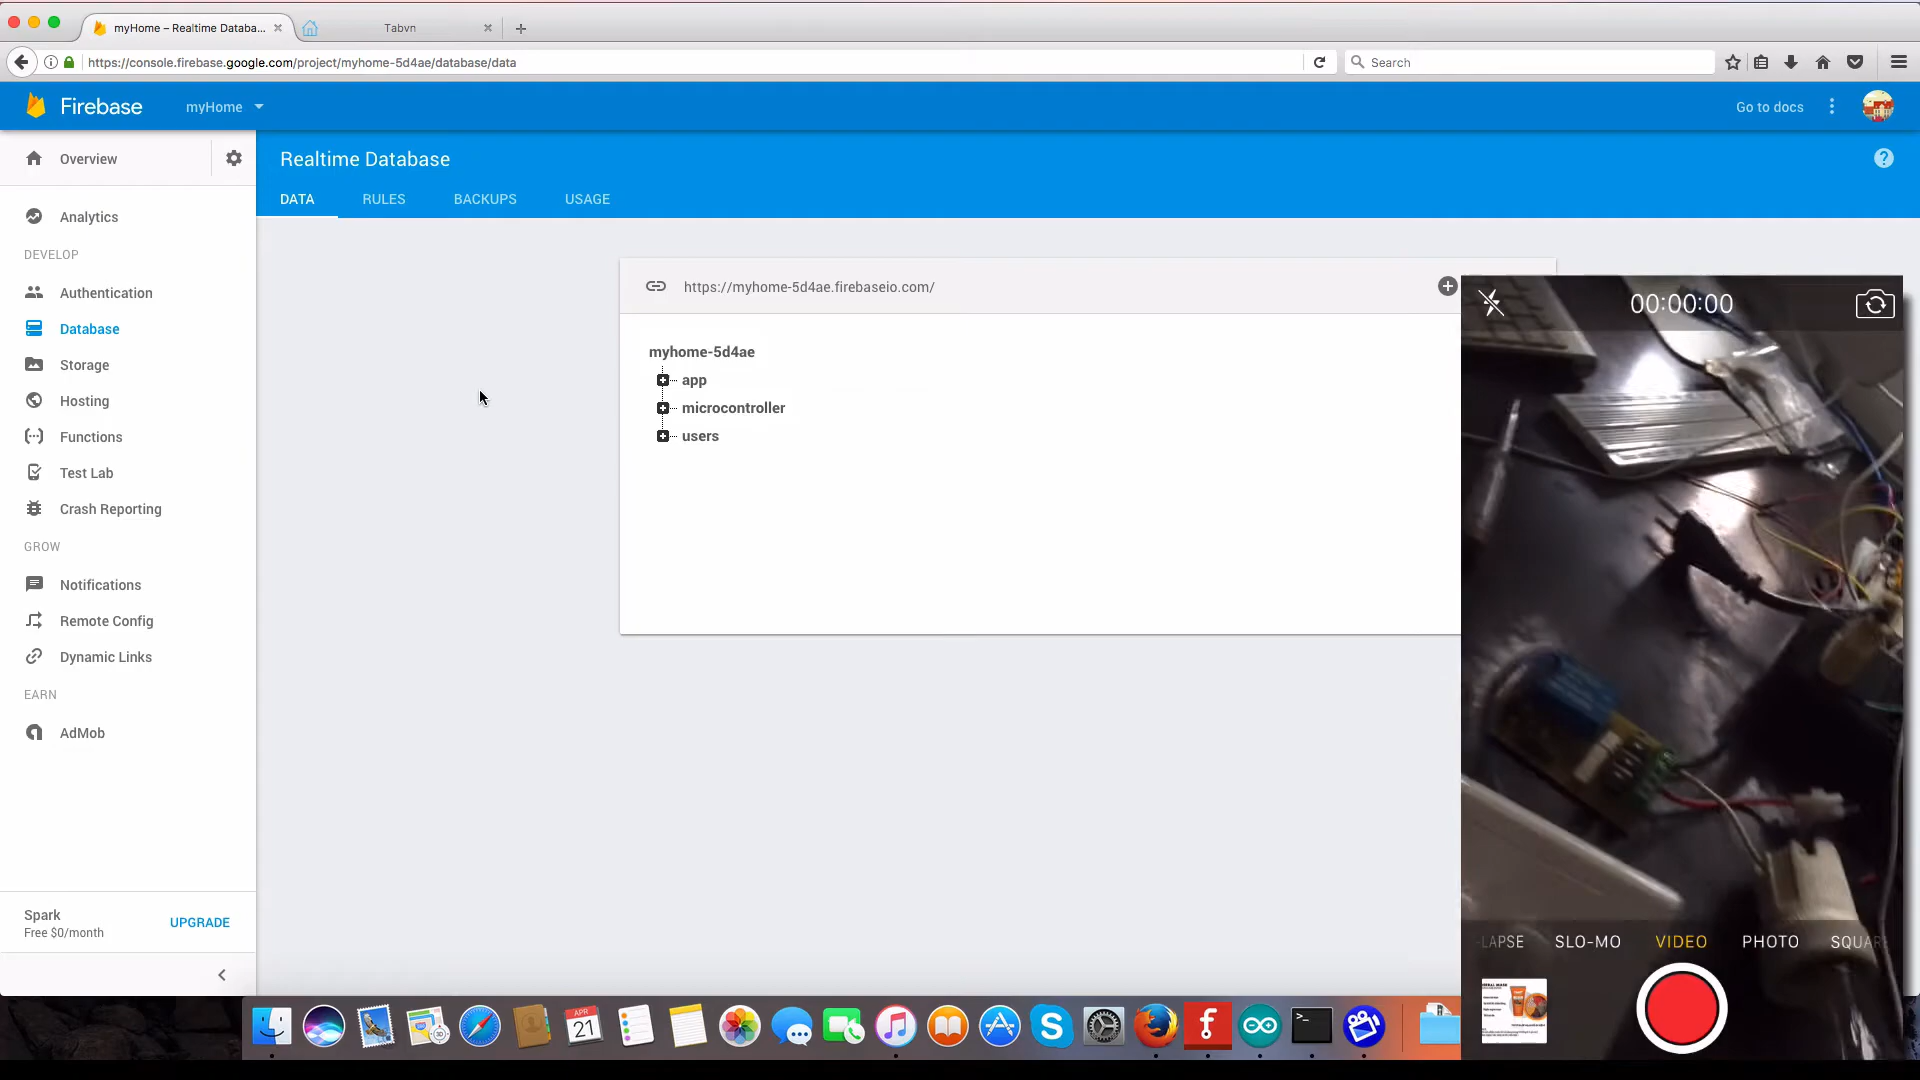 myHome – Realtime Databa...
Tabvn
https://console.firebase.google.com/project/myhome-5d4ae/database/data
Search
Firebase
myHome
Go to docs
Overview
Realtime Database
DATA
RULES
BACKUPS
USAGE
Analytics
DEVELOP
Authentication
Database
Storage
Hosting
Functions
Test Lab
Crash Reporting
GROW
Notifications
Remote Config
Dynamic Links
EARN
AdMob
Spark
Free $0/month
UPGRADE
https://myhome-5d4ae.firebaseio.com/
myhome-5d4ae
app
microcontroller
users
00:00:00
-LAPSE
SLO-MO
VIDEO
PHOTO
SQUAR
APR
21